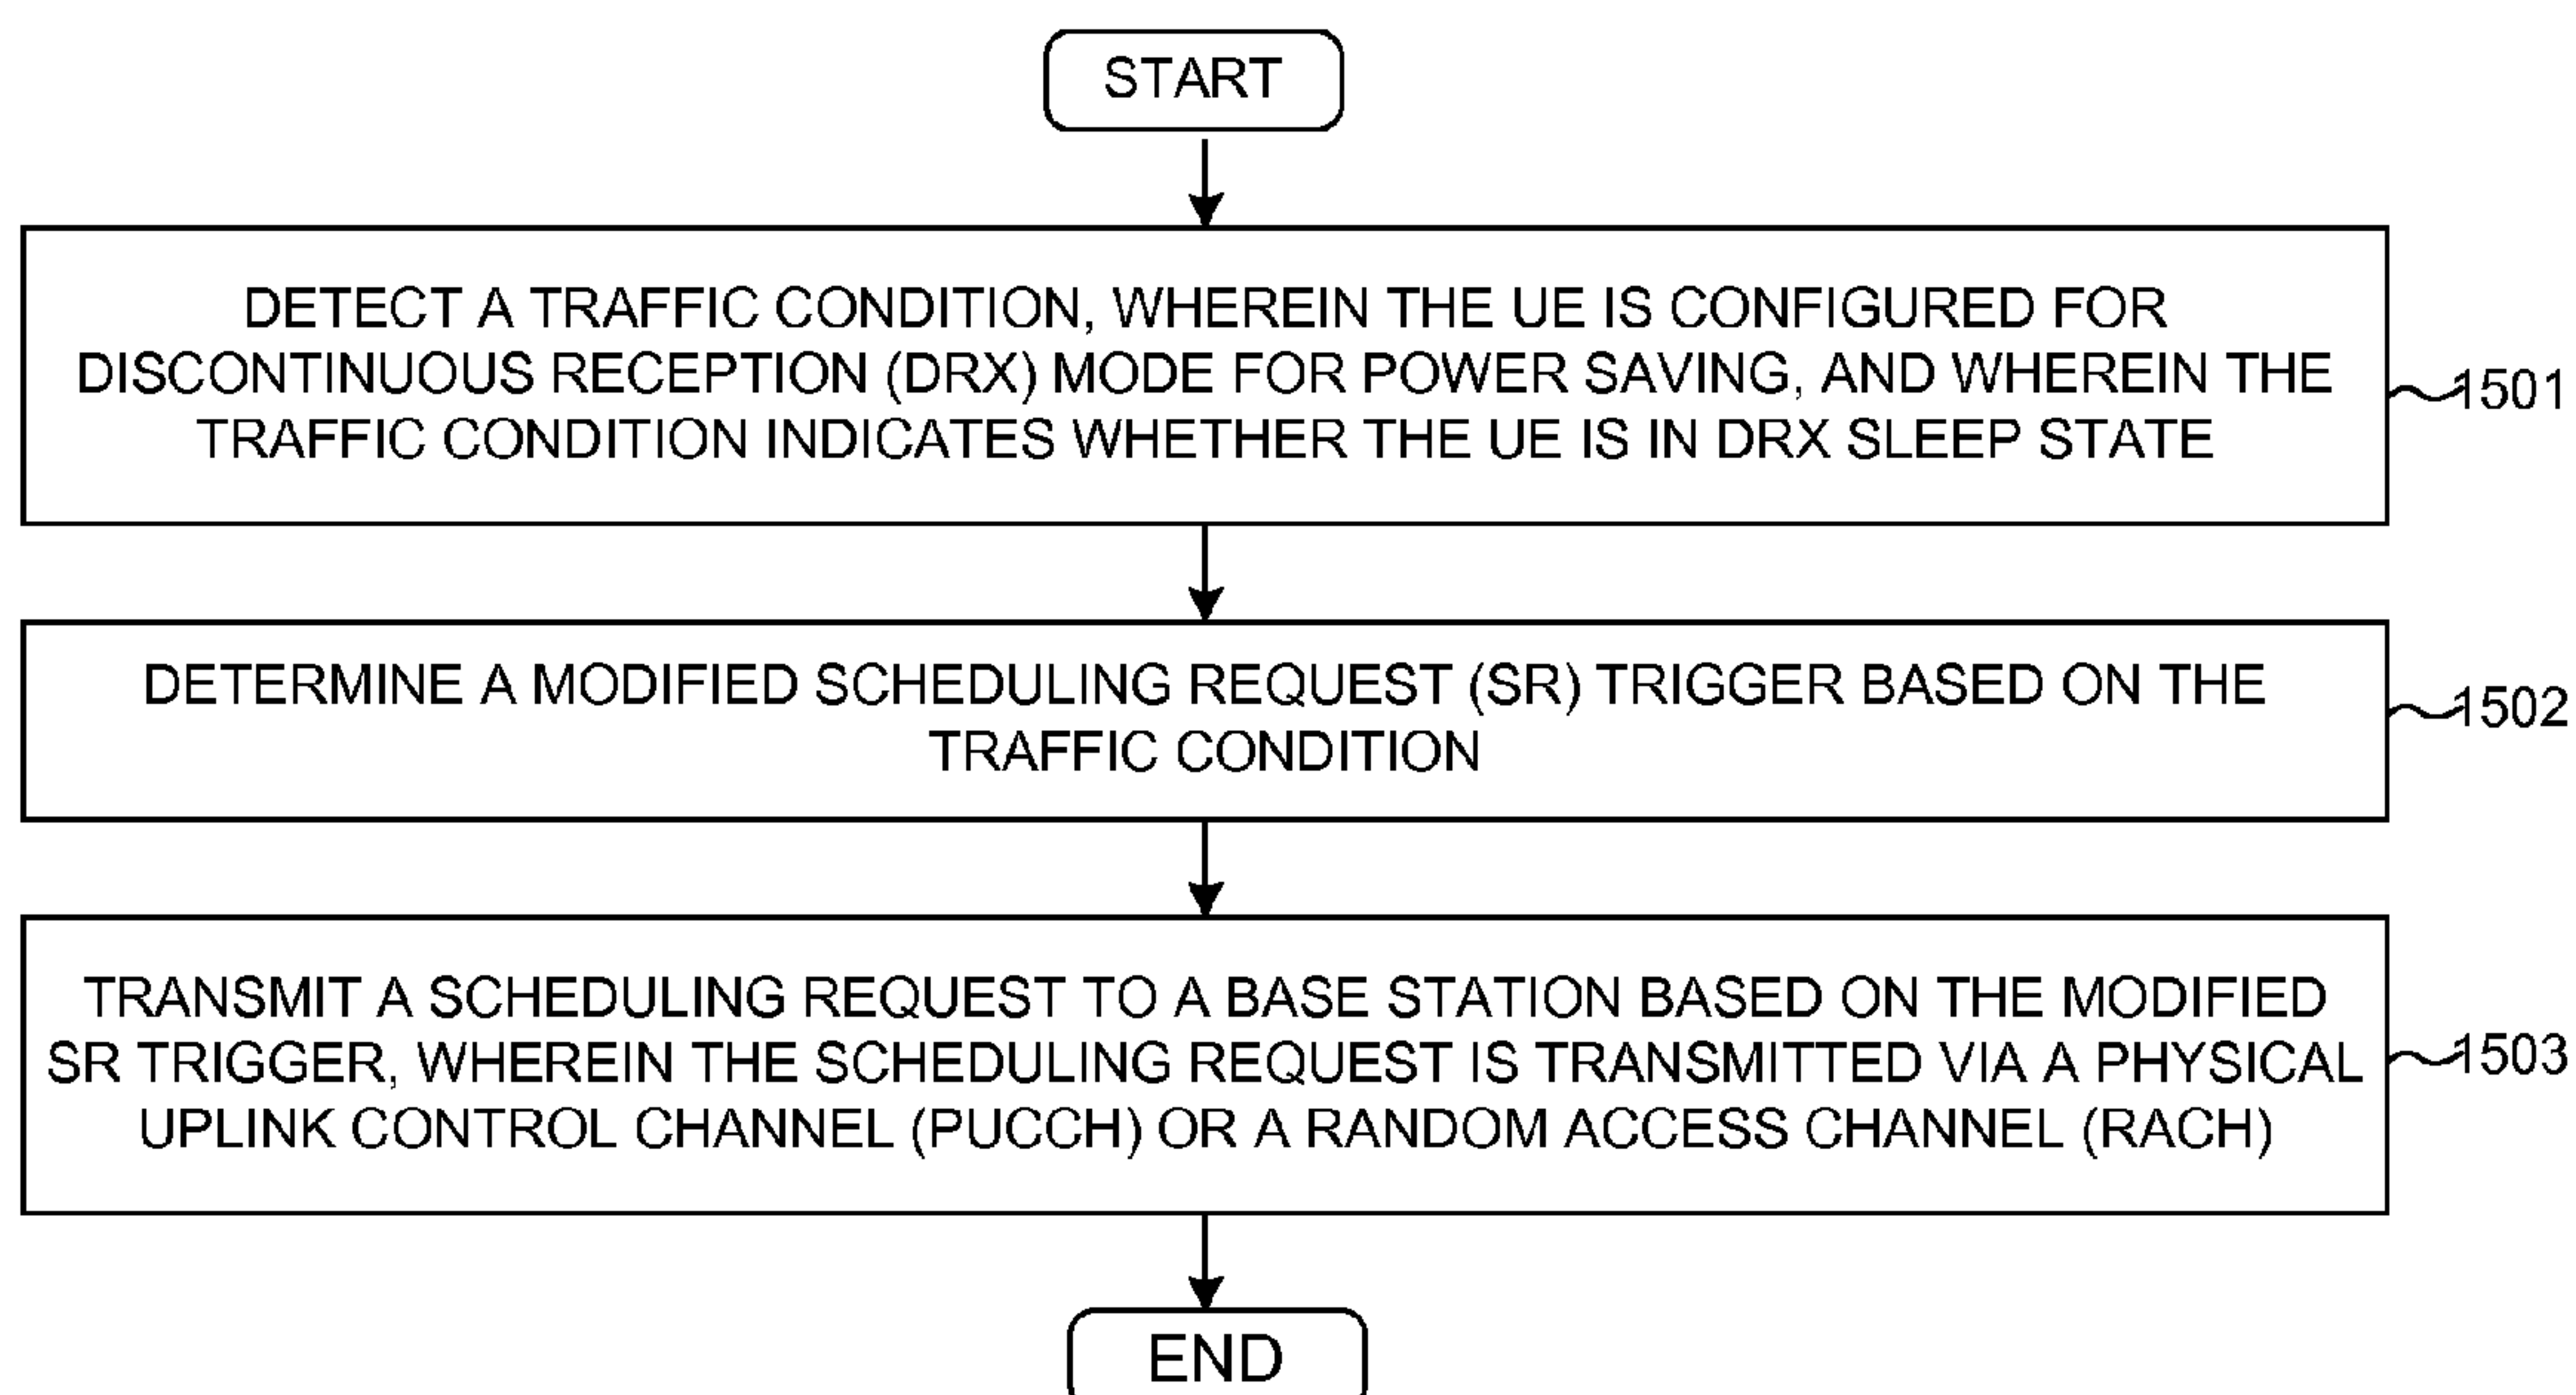 START
DETECT A TRAFFIC CONDITION, WHEREIN THE UE IS CONFIGURED FOR
DISCONTINUOUS RECEPTION (DRX) MODE FOR POWER SAVING, AND WHEREIN THE
TRAFFIC CONDITION INDICATES WHETHER THE UE IS IN DRX SLEEP STATE
1501
DETERMINE A MODIFIED SCHEDULING REQUEST (SR) TRIGGER BASED ON THE
TRAFFIC CONDITION
1502
TRANSMIT A SCHEDULING REQUEST TO A BASE STATION BASED ON THE MODIFIED
SR TRIGGER, WHEREIN THE SCHEDULING REQUEST IS TRANSMITTED VIA A PHYSICAL
UPLINK CONTROL CHANNEL (PUCCH) OR A RANDOM ACCESS CHANNEL (RACH)
1503
END